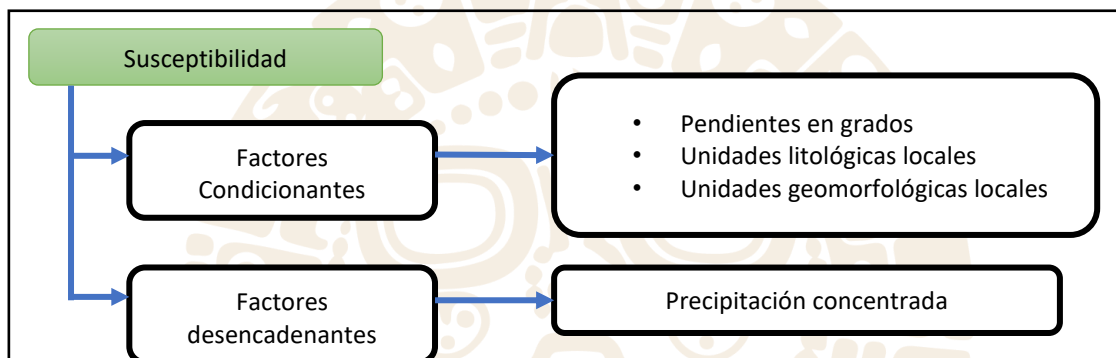 Susceptibilidad
Factores
Condicionantes
• Pendientes en grados
• Unidades litológicas locales
• Unidades geomorfológicas locales
Factores
desencadenantes
Precipitación concentrada